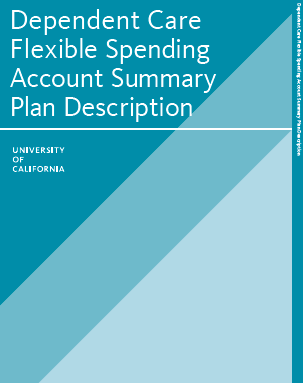 Dependent Care
Flexible Spending
Account Summary
Plan Description
UNIVERSITY
OF
CALIFORNIA
Dependent Care Flexible Spending Account Summary Plan Description